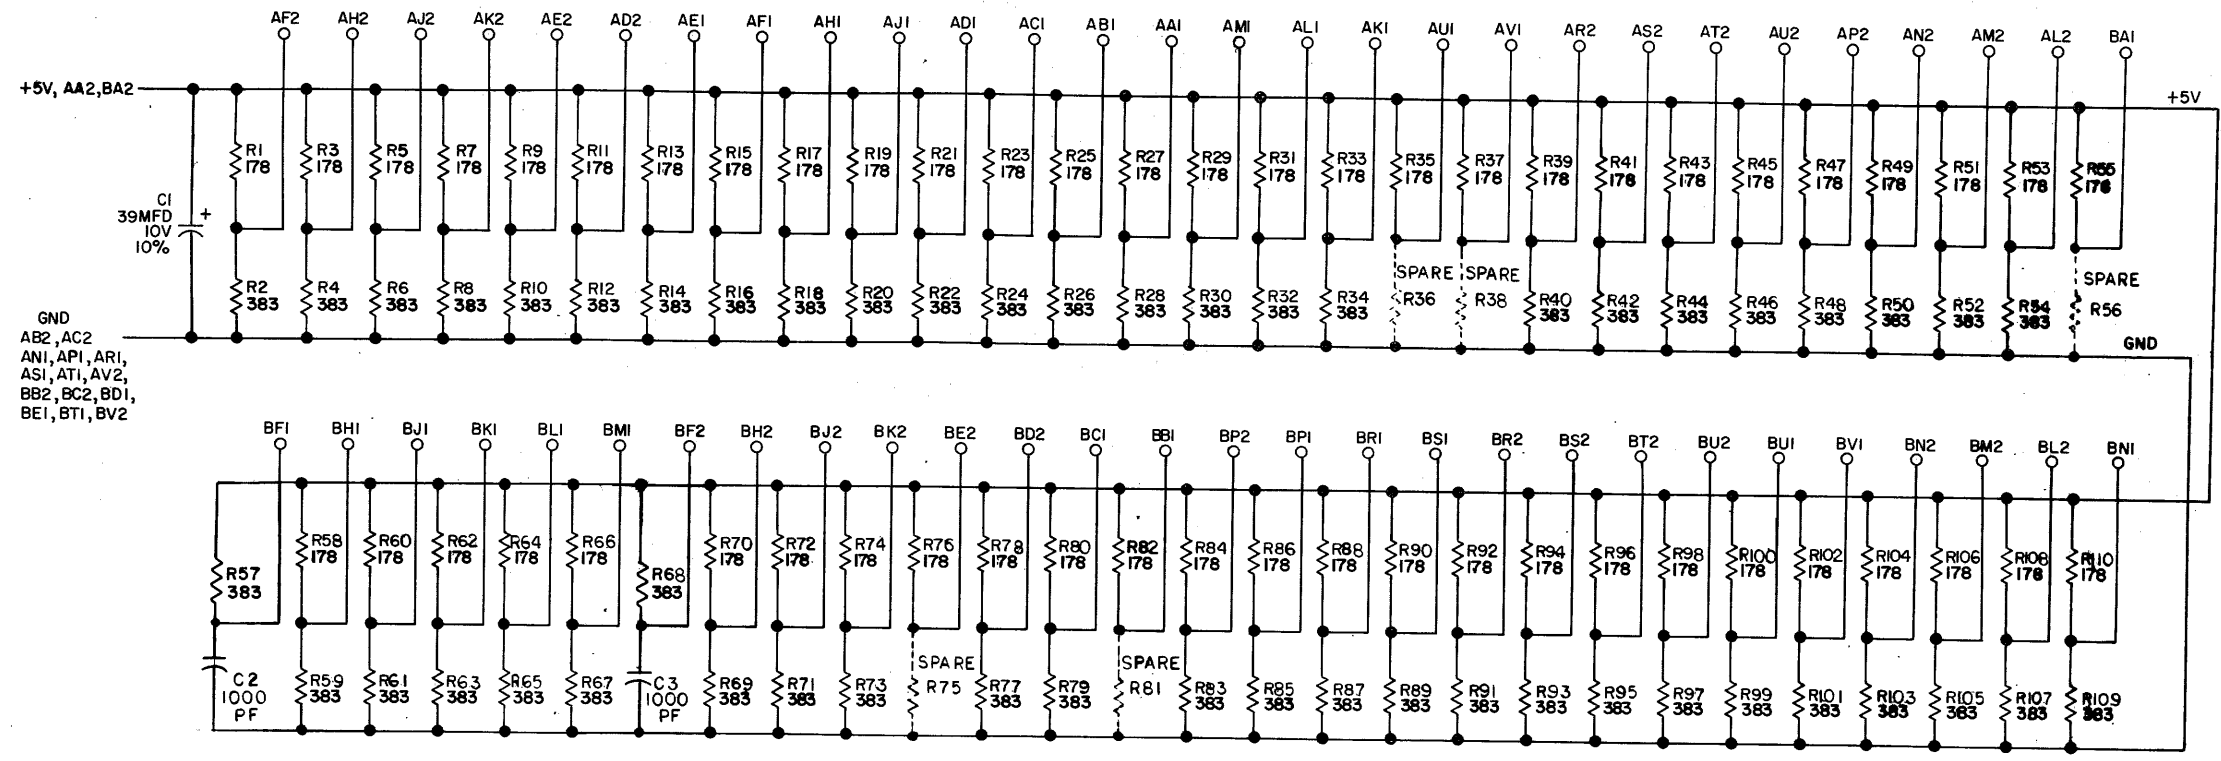 AF2 AH2 AJ2 AK2 AE2 AD2 AE1 AF1 AH1 AJ1 AD1 AC1 AB1 AA1 AM1 AL1 AK1 AU1 AV1 AR2 AS2 AT2 AU2 AP2 AN2 AM2 AL2 BA1
+5V, AA2,BA2
+5V
R1 R3 R5 R7 R9 R11 R13 R15 R17 R19 R21 R23 R25 R27 R29 R31 R33 R35 R37 R39 R41 R43 R45 R47 R49 R51 R53 R55
178 178 178 178 178 178 178 178 178 178 178 178 178 178 178 178 178 178 178 178 178 178 178 178 178 178 178 178
C1
39MFD +
10V
10%
SPARE SPARE SPARE
R2 R4 R6 R8 R10 R12 R14 R16 R18 R20 R22 R24 R26 R28 R30 R32 R34 R36 R38 R40 R42 R44 R46 R48 R50 R52 R54 R56
383 383 383 383 383 383 383 383 383 383 383 383 383 383 383 383 383 383 383 383 383 383 383 383 383
GND
GND
AB2,AC2
AN1,AP1,AR1,
AS1,AT1,AV2,
BB2,BC2,BD1,
BE1,BT1,BV2
BF1 BH1 BJ1 BK1 BL1 BM1 BF2 BH2 BJ2 BK2 BE2 BD2 BC1 BB1 BP2 BP1 BR1 BS1 BR2 BS2 BT2 BU2 BU1 BV1 BN2 BM2 BL2 BN1
R58 R60 R62 R64 R66 R70 R72 R74 R76 R78 R80 R82 R84 R86 R88 R90 R92 R94 R96 R98 R100 R102 R104 R106 R108 R110
178 178 178 178 178 178 178 178 178 178 178 178 178 178 178 178 178 178 178 178 178 178 178 178 178 178
R57 R68
383 383
SPARE SPARE
C2 R59 R61 R63 R65 R67 C3 R69 R71 R73 R75 R77 R79 R81 R83 R85 R87 R89 R91 R93 R95 R97 R99 R101 R103 R105 R107 R109
1000 383 383 383 383 383 1000 383 383 383 383 383 383 383 383 383 383 383 383 383 383 383 383 383 383 383
PF PF